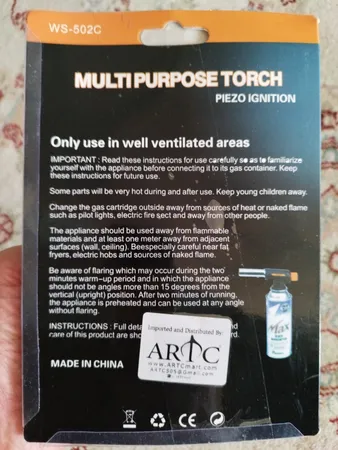 WS-502C
MULTI PURPOSE TORCH
PIEZO IGNITION
Only use in well ventilated areas
IMPORTANT : Read these instructions for use carefully so as to familiarize
yourself with the appliance before connecting it to its gas container. Keep
these instructions for future use.
Some parts will be very hot during and after use. Keep young children away.
Change the gas cartridge outside away from sources of heat or naked flame
such as pilot lights, electric fire sect and away from other people.
The appliance should be used away from flammable
materials and at least one meter away from adjacent
surfaces (wall, ceiling). Beespecially careful near fat
fryers, electric hobs and sources of naked flame.
Be aware of flaring which may occur during the two
minutes warm–up period and in which the appliance
should not be angles more than 15 degrees from the
vertical (upright) position. After two minutes of running,
the appliance is preheated and can be used at any angle
without flaring.
INSTRUCTIONS : Full deta
care of this product are sho
rd.
Imported and Distributed By:
ARTC
www.ARTCmart.com
ARTC505@Gmail.com
MADE IN CHINA
Max
CE